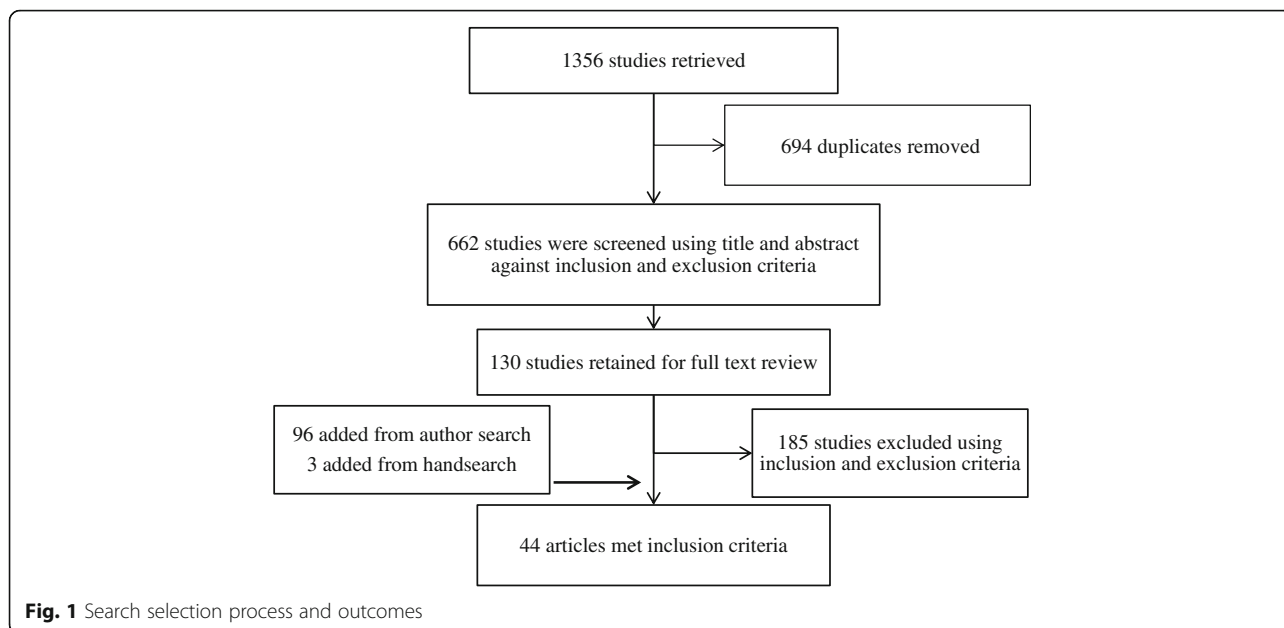 1356 studies retrieved
694 duplicates removed
662 studies were screened using title and abstract
against inclusion and exclusion criteria
130 studies retained for full text review
96 added from author search
3 added from handsearch
185 studies excluded using
inclusion and exclusion criteria
44 articles met inclusion criteria
Fig. 1 Search selection process and outcomes